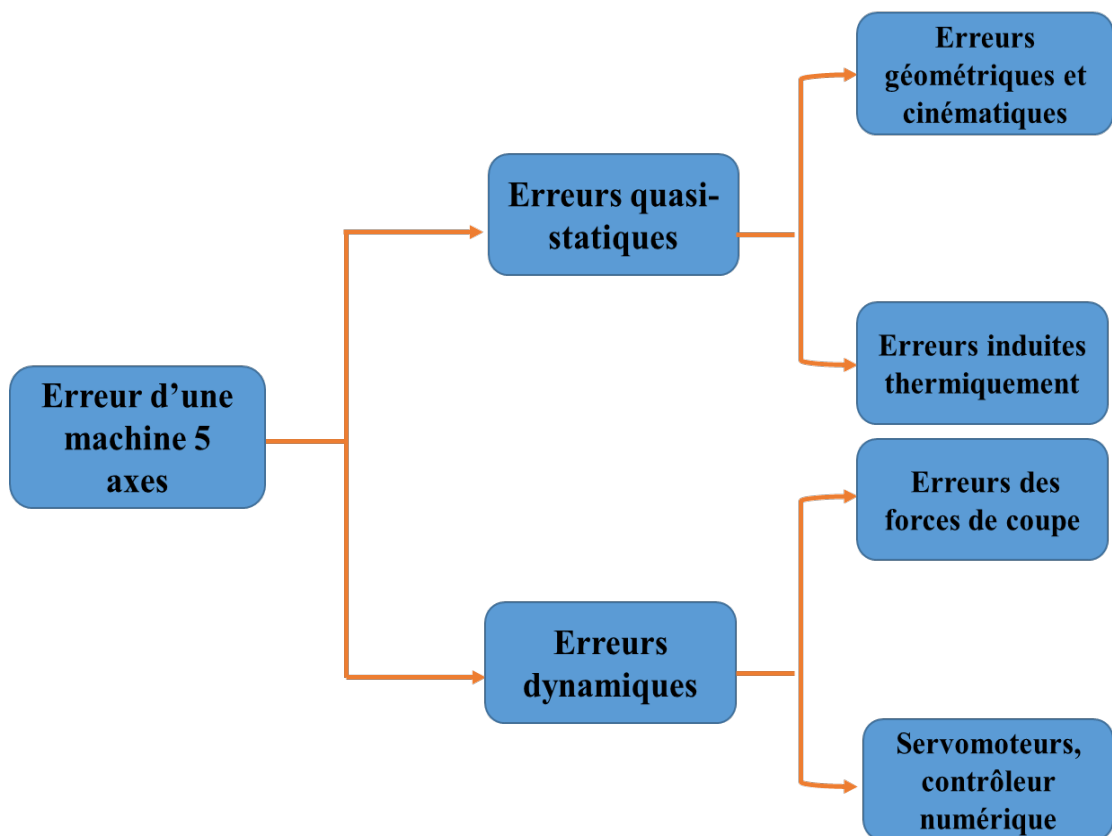 Erreurs
géométriques et
cinématiques
Erreurs quasi-
statiques
Erreurs induites
thermiquement
Erreur d’une
machine 5
axes
Erreurs des
forces de coupe
Erreurs
dynamiques
Servomoteurs,
contrôleur
numérique